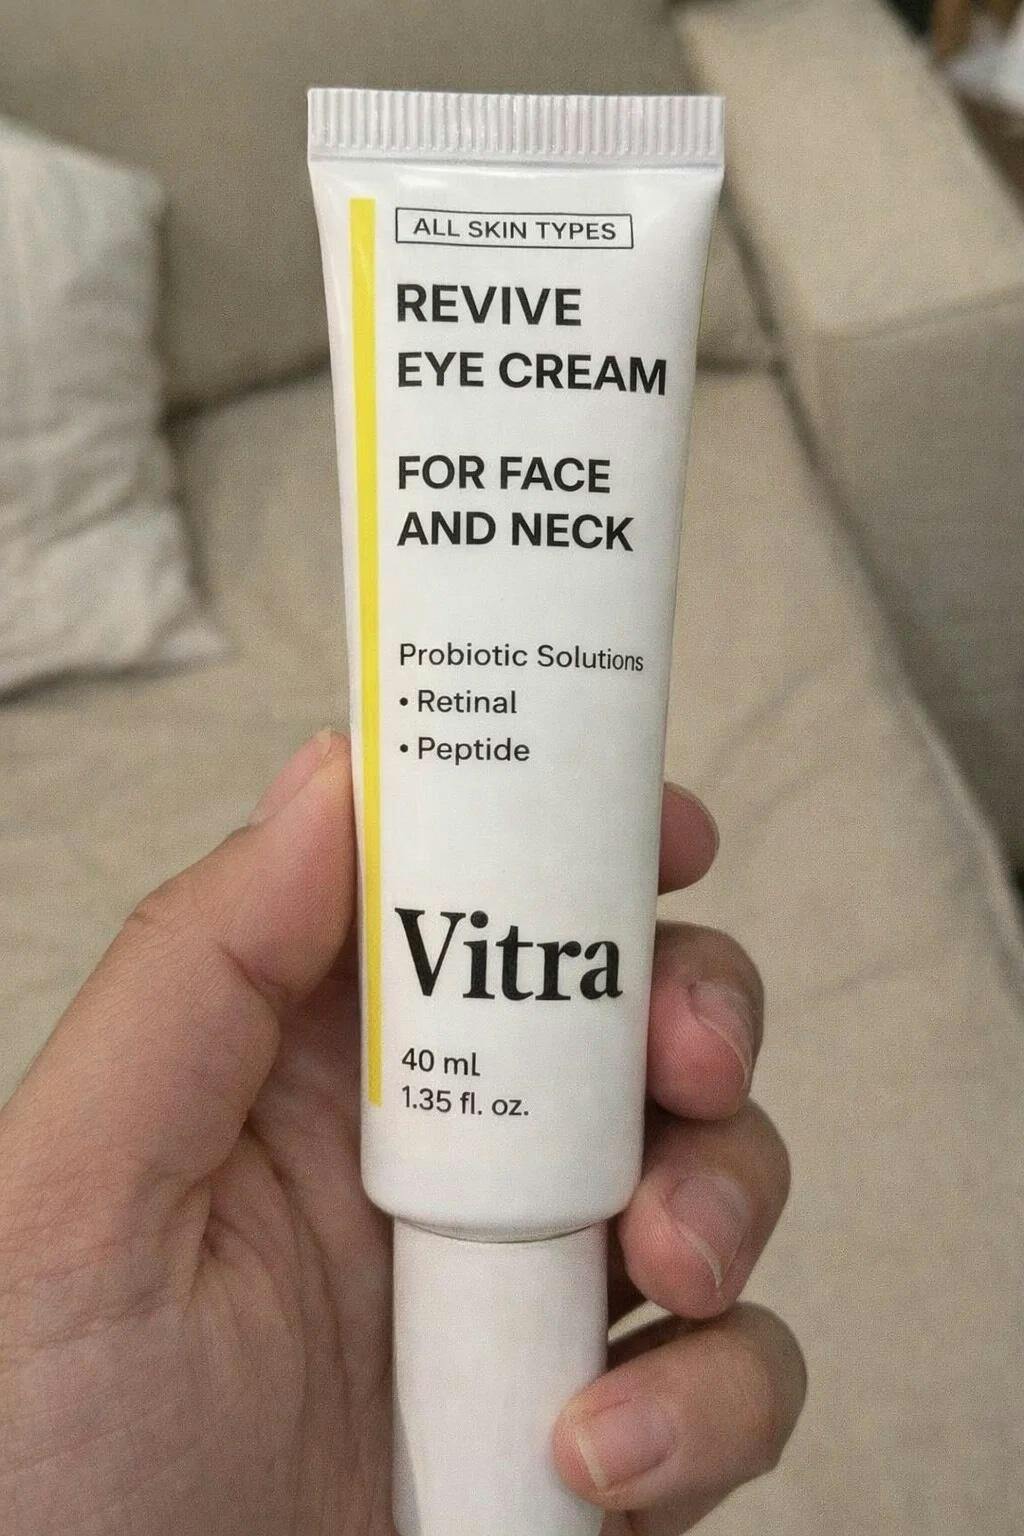 ALL SKIN TYPES
REVIVE
EYE CREAM
FOR FACE
AND NECK
Probiotic Solutions
• Retinal
• Peptide
Vitra
40 ml
1.35 fl. oz.